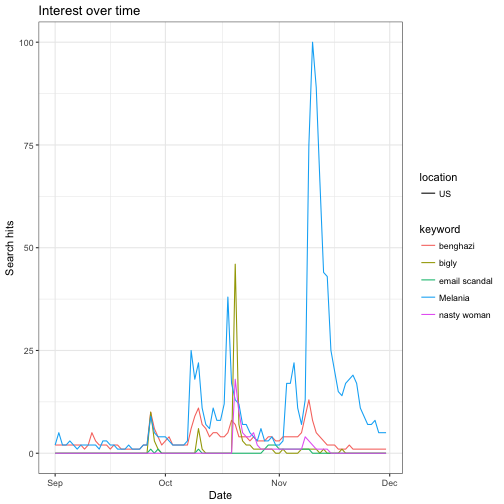 Interest over time
Search hits
100
75
50
25
0
Sep
Oct
Nov
Dec
Date
location
US
keyword
benghazi
bigly
email scandal
Melania
nasty woman